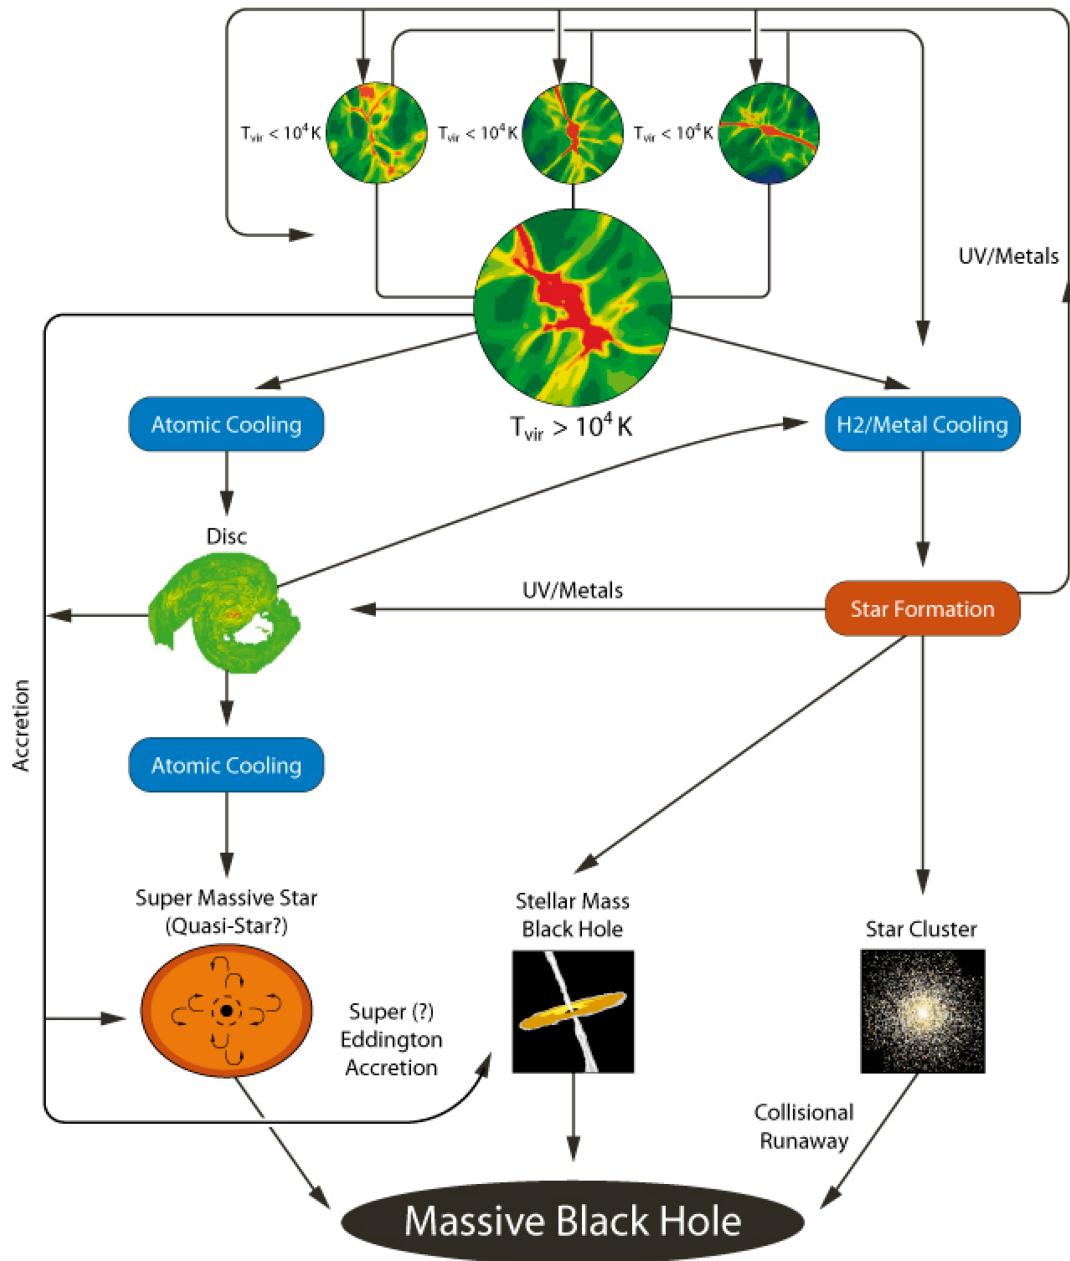 T_vir < 10^4 K
T_vir < 10^4 K
T_vir < 10^4 K
UV/Metals
T_vir > 10^4 K
Atomic Cooling
H2/Metal Cooling
Disc
UV/Metals
Star Formation
Accretion
Atomic Cooling
Super Massive Star
(Quasi-Star?)
Stellar Mass
Black Hole
Star Cluster
Super (?)
Eddington
Accretion
Collisional
Runaway
Massive Black Hole